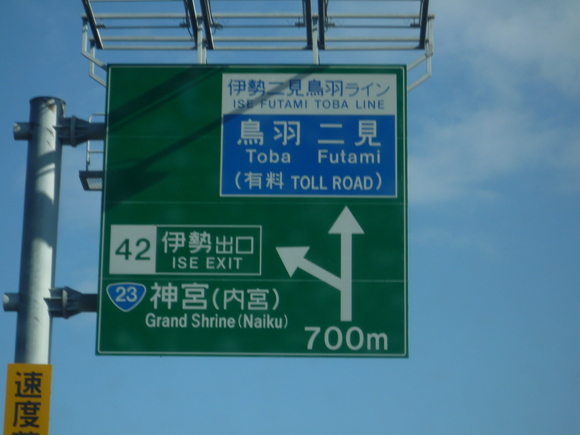 伊勢二見鳥羽ライン
ISE FUTAMI TOBA LINE
鳥羽 二見
Toba Futami
(有料 TOLL ROAD)
42 伊勢出口
ISE EXIT
23 神宮(内宮)
Grand Shrine(Naiku)
700m
速度